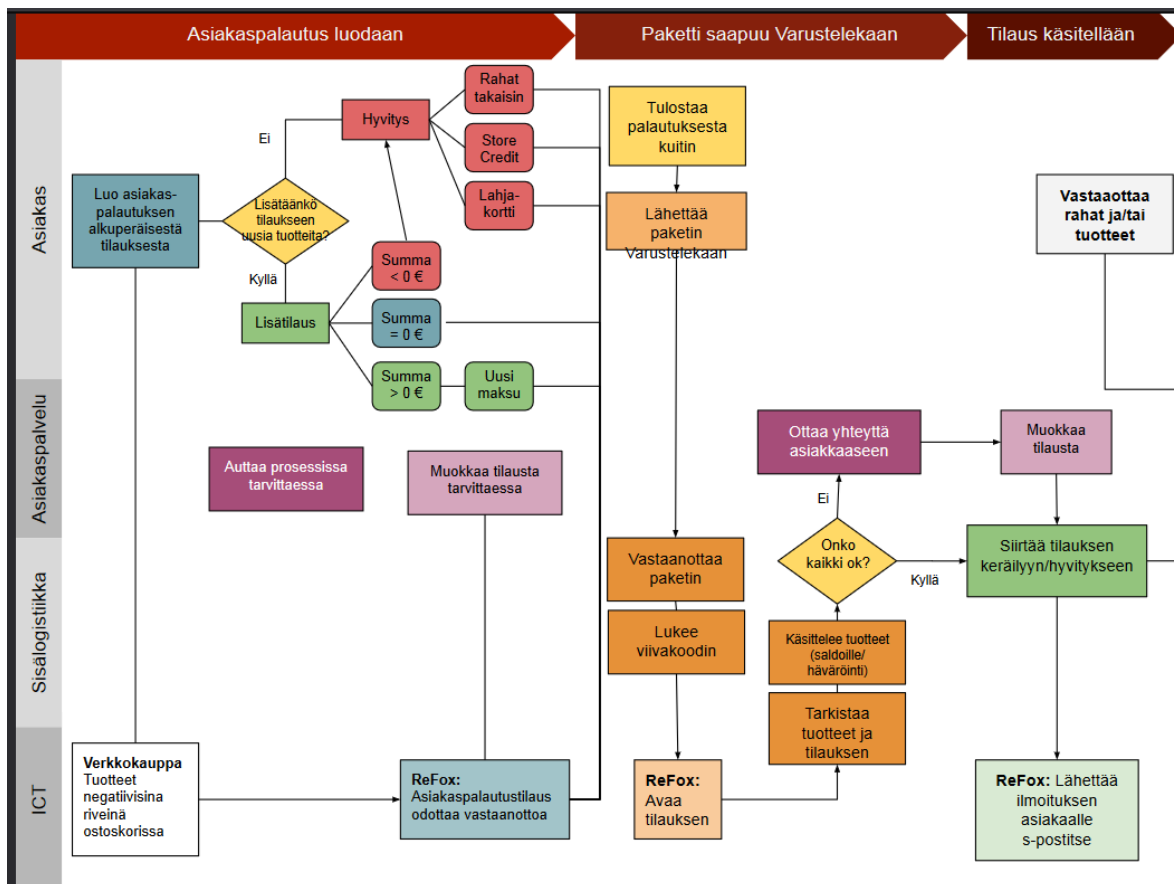 Asiakaspalautus luodaan
Paketti saapuu Varustelekaan
Tilaus käsitellään
Asiakas
Asiakaspalvelu
Sisälogistiikka
ICT
Luo asiakas-
palautuksen
alkuperäisestä
tilauksesta
Lisätäänkö
tilaukseen
uusia tuotteita?
Ei
Kyllä
Hyvitys
Rahat
takaisin
Store
Credit
Lahja-
kortti
Lisätilaus
Summa
< 0 €
Summa
= 0 €
Summa
> 0 €
Uusi
maksu
Auttaa prosessissa
tarvittaessa
Muokkaa tilausta
tarvittaessa
Verkkokauppa
Tuotteet
negatiivisina
riveinä
ostoskorissa
ReFox:
Asiakaspalautustilaus
odottaa vastaanottoa
Tulostaa
palautuksesta
kuitin
Lähettää
paketin
Varustelekaan
Vastaanottaa
paketin
Lukee
viivakoodin
ReFox:
Avaa
tilauksen
Tarkistaa
tuotteet ja
tilauksen
Käsittelee tuotteet
(saldoille/
häväröinti)
Onko
kaikki ok?
Ei
Kyllä
Ottaa yhteyttä
asiakkaaseen
Muokkaa
tilausta
Siirtää tilauksen
keräilyyn/hyvitykseen
ReFox: Lähettää
ilmoituksen
asiakaalle
s-postitse
Vastaaottaa
rahat ja/tai
tuotteet